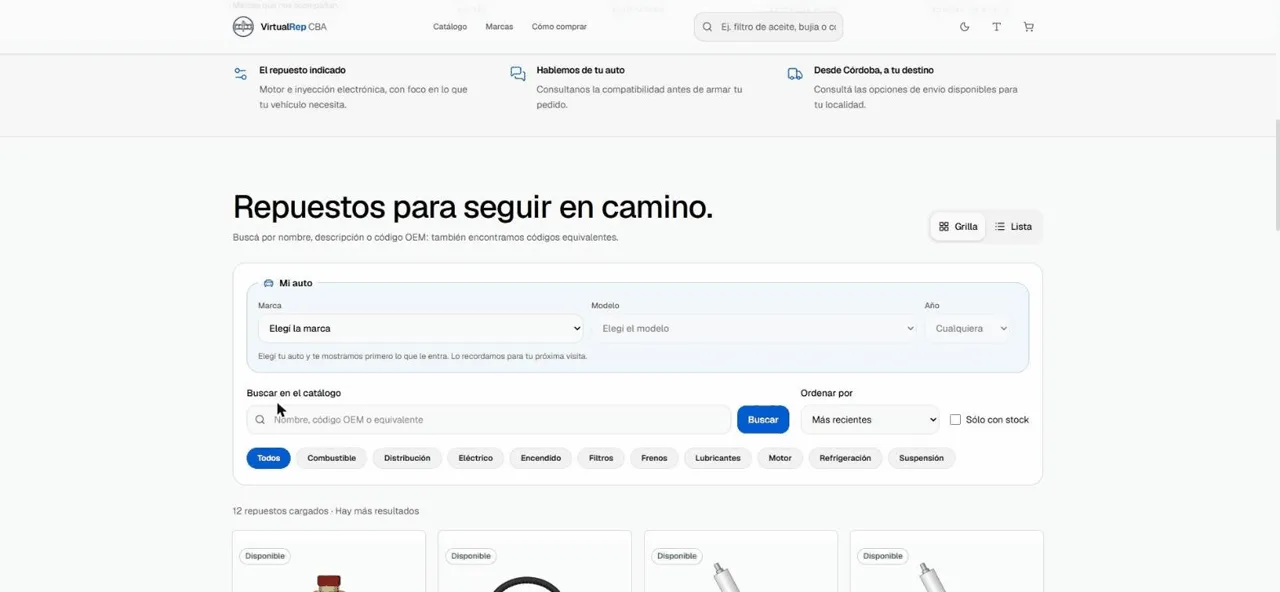 VirtualRep CBA
Catálogo
Marcas
Cómo comprar
Ej. filtro de aceite, bujía o co
El repuesto indicado
Motor e inyección electrónica, con foco en lo que
tu vehículo necesita.
Hablemos de tu auto
Consultanos la compatibilidad antes de armar tu
pedido.
Desde Córdoba, a tu destino
Consultá las opciones de envío disponibles para
tu localidad.
Repuestos para seguir en camino.
Buscá por nombre, descripción o código OEM: también encontramos códigos equivalentes.
Grilla
Lista
Mi auto
Marca
Modelo
Año
Elegí la marca
Elegí el modelo
Cualquiera
Elegí tu auto y te mostramos primero lo que le entra. Lo recordamos para tu próxima visita.
Buscar en el catálogo
Ordenar por
Nombre, código OEM o equivalente
Buscar
Más recientes
Sólo con stock
Todos
Combustible
Distribución
Eléctrico
Encendido
Filtros
Frenos
Lubricantes
Motor
Refrigeración
Suspensión
12 repuestos cargados · Hay más resultados
Disponible
Disponible
Disponible
Disponible